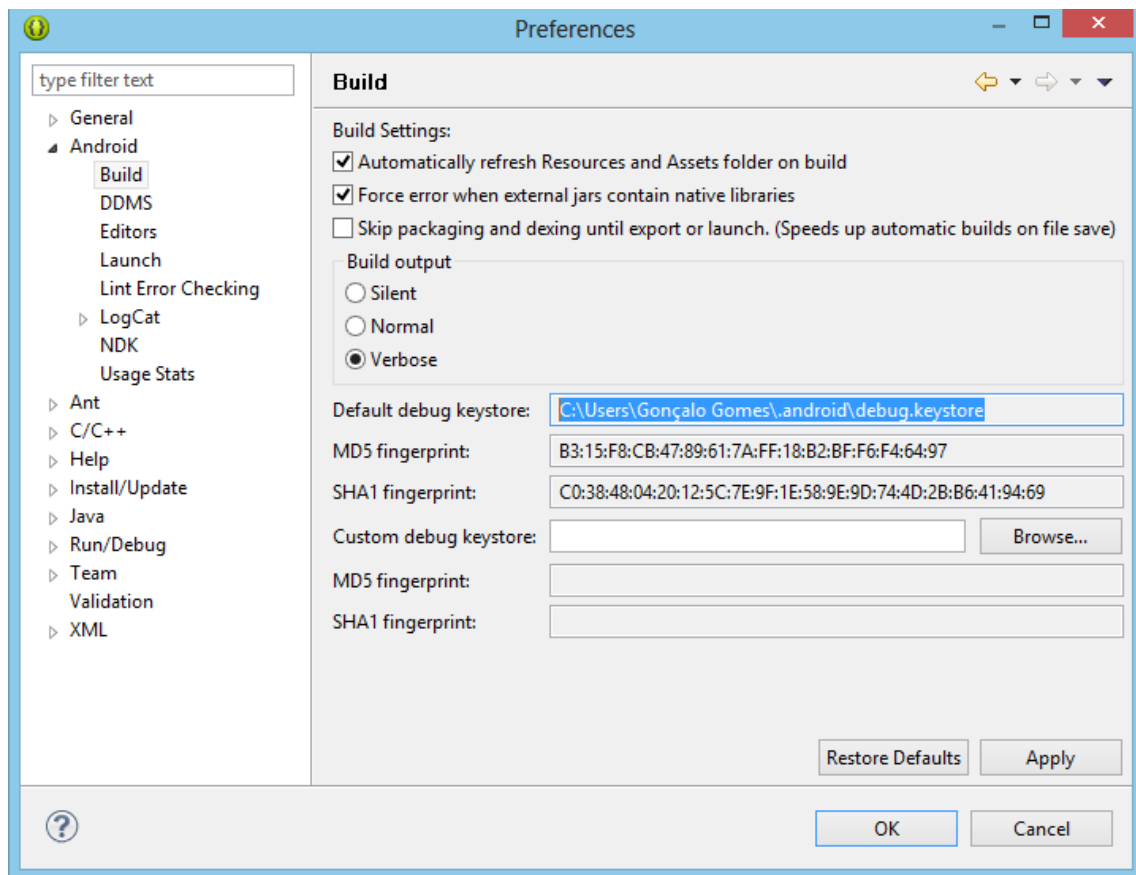 Preferences
type filter text
General
Android
Build
DDMS
Editors
Launch
Lint Error Checking
LogCat
NDK
Usage Stats
Ant
C/C++
Help
Install/Update
Java
Run/Debug
Team
Validation
XML
Build
Build Settings:
Automatically refresh Resources and Assets folder on build
Force error when external jars contain native libraries
Skip packaging and dexing until export or launch. (Speeds up automatic builds on file save)
Build output
Silent
Normal
Verbose
Default debug keystore: C:\Users\Gonçalo Gomes\.android\debug.keystore
MD5 fingerprint: B3:15:F8:CB:47:89:61:7A:FF:18:B2:BF:F6:F4:64:97
SHA1 fingerprint: C0:38:48:04:20:12:5C:7E:9F:1E:58:9E:9D:74:4D:2B:B6:41:94:69
Custom debug keystore: Browse...
MD5 fingerprint:
SHA1 fingerprint:
Restore Defaults Apply
? OK Cancel